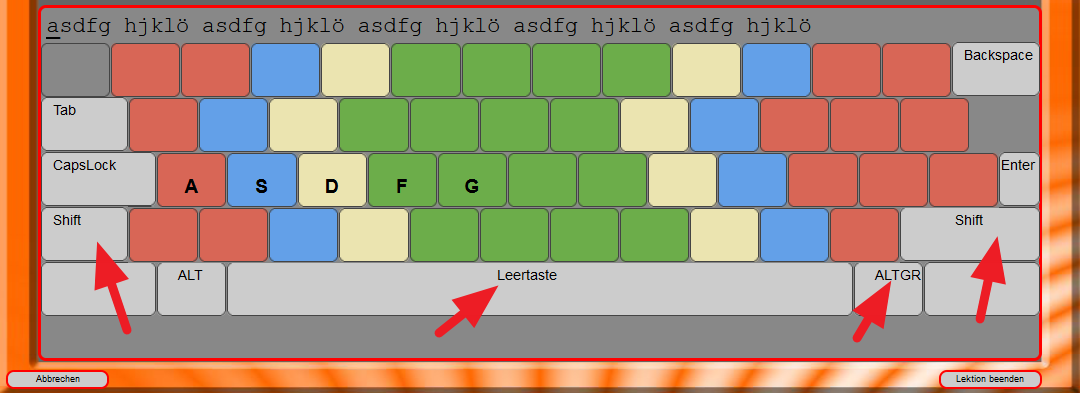 asdfg hjklö asdfg hjklö asdfg hjklö asdfg hjklö asdfg hjklö
Backspace
Tab
CapsLock A S D F G Enter
Shift Shift
ALT Leertaste ALTGR
Abbrechen Lektion beenden